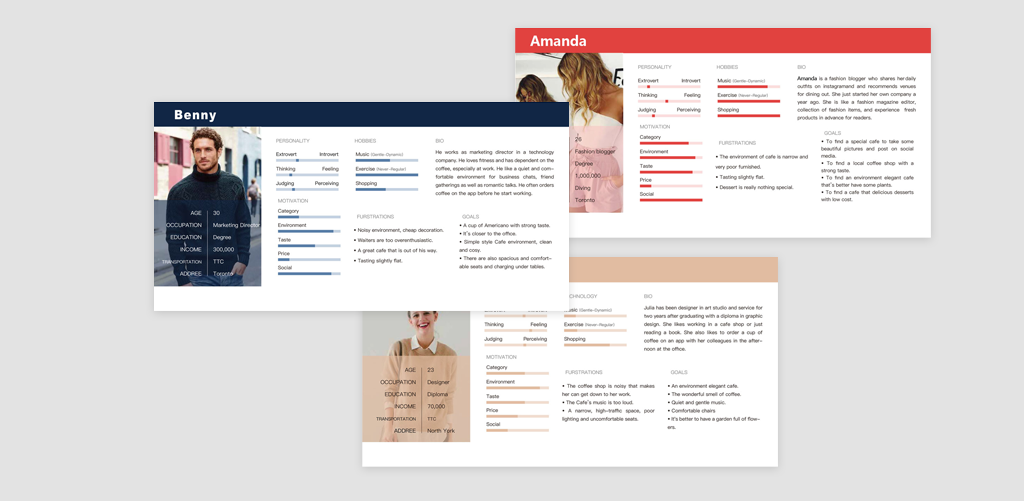 Amanda
PERSONALITY
HOBBIES
BIO
Extrovert Introvert
Thinking Feeling
Judging Perceiving
Music (Gentle-Dynamic)
Exercise (Never-Regular)
Shopping
Amanda is a fashion blogger who shares her daily
outfits on instagramand and recommends venues
for dining out. She just started her own company a
year ago. She is like a fashion magazine editor,
collection of fashion items, and experience fresh
products in advance for readers.
MOTIVATION
Category
Environment
Taste
Price
Social
FURSTRATIONS
• The environment of cafe is narrow and
very poor furnished.
• Tasting slightly flat.
• Dessert is really nothing special.
GOALS
• To find a special cafe to take some
beautiful pictures and post on social
media.
• To find a local coffee shop with a
strong taste.
• To find an environment elegant cafe
that's better have some plants.
• To find a cafe that delicious desserts
with low cost.
26
Fashion blogger
Degree
1,000,000
Diving
Toronto
Benny
PERSONALITY
HOBBIES
BIO
Extrovert Introvert
Thinking Feeling
Judging Perceiving
Music (Gentle-Dynamic)
Exercise (Never-Regular)
Shopping
He works as marketing director in a technology
company. He loves fitness and has dependent on the
coffee, especially at work. He like a quiet and com-
fortable environment for business chats, friend
gatherings as well as romantic talks. He often orders
coffee on the app before he start working.
MOTIVATION
Category
Environment
Taste
Price
Social
FURSTRATIONS
• Noisy environment, cheap decoration.
• Waiters are too overenthusiastic.
• A great cafe that is out of his way.
• Tasting slightly flat.
GOALS
• A cup of Americano with strong taste.
• It's closer to the office.
• Simple style Cafe environment, clean
and cosy.
• There are also spacious and comfort-
able seats and charging under tables.
AGE 30
OCCUPATION Marketing Director
EDUCATION Degree
INCOME 300,000
TRANSPORTATION TTC
ADDREE Toronto
BIO
Exercise (Never-Regular)
Shopping
Thinking Feeling
Judging Perceiving
Julia has been designer in art studio and service for
two years after graduating with a diploma in graphic
design. She likes working in a cafe shop or just
reading a book. She also likes to order a cup of
coffee on an app with her colleagues in the after-
noon at the office.
MOTIVATION
Category
Environment
Taste
Price
Social
FURSTRATIONS
• The coffee shop is noisy that makes
her can get down to her work.
• The Cafe's music is too loud.
• A narrow, high-traffic space, poor
lighting and uncomfortable seats.
GOALS
• An environment elegant cafe.
• The wonderful smell of coffee.
• Quiet and gentle music.
• Comfortable chairs
• It's better to have a garden full of flow-
ers.
AGE 23
OCCUPATION Designer
EDUCATION Diploma
INCOME 70,000
TRANSPORTATION TTC
ADDREE North York